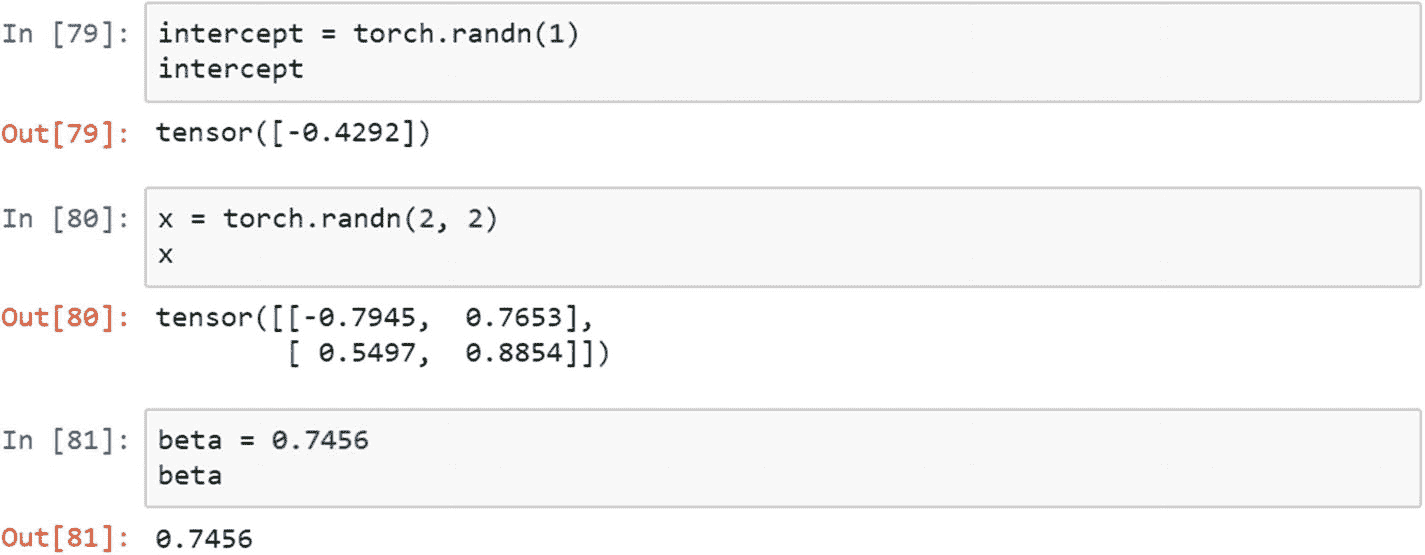 In [79]: intercept = torch.randn(1)
intercept
Out[79]: tensor([-0.4292])
In [80]: x = torch.randn(2, 2)
x
Out[80]: tensor([[-0.7945,  0.7653],
[ 0.5497,  0.8854]])
In [81]: beta = 0.7456
beta
Out[81]: 0.7456